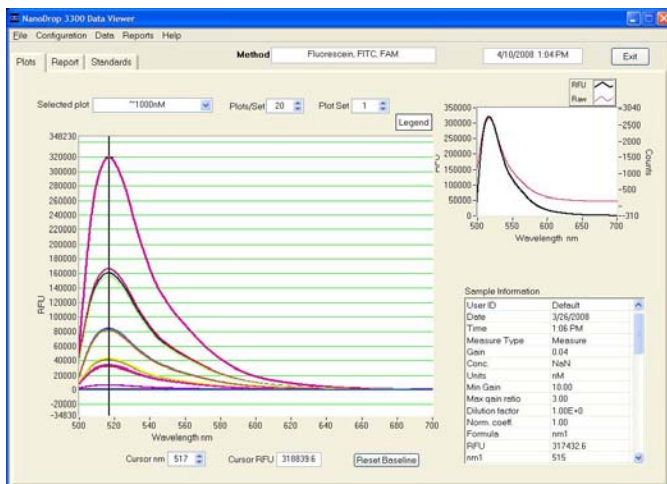 NanoDrop 3300 Data Viewer
File Configuration Data Reports Help
Method Fluorescein, FITC, FAM 4/10/2008 1:04 PM Exit
Plots Report Standards
Selected plot ~1000nM Plots/Set 20 Plot Set 1
Legend
RFU
Raw
348230
320000
300000
280000
260000
240000
220000
200000
180000
160000
140000
120000
100000
80000
60000
40000
20000
0
-20000
-34830
RFU
500 520 540 560 580 600 620 640 660 680 700
Wavelength nm
Cursor nm 517 Cursor RFU 318839.6 Reset Baseline
350000
300000
250000
200000
150000
100000
50000
0
RFU
+3040
-2500
-2000
-1500
-1000
-500
-310
Counts
500 550 600 650 700
Wavelength nm
Sample Information
User ID Default
Date 3/26/2008
Time 1:06 PM
Measure Type Measure
Gain 0.04
Conc. NaN
Units nM
Min Gain 10.00
Max gain ratio 3.00
Dilution factor 1.00E+0
Norm. coeff. 1.00
Formula nm1
RFU 317432.6
nm1 515